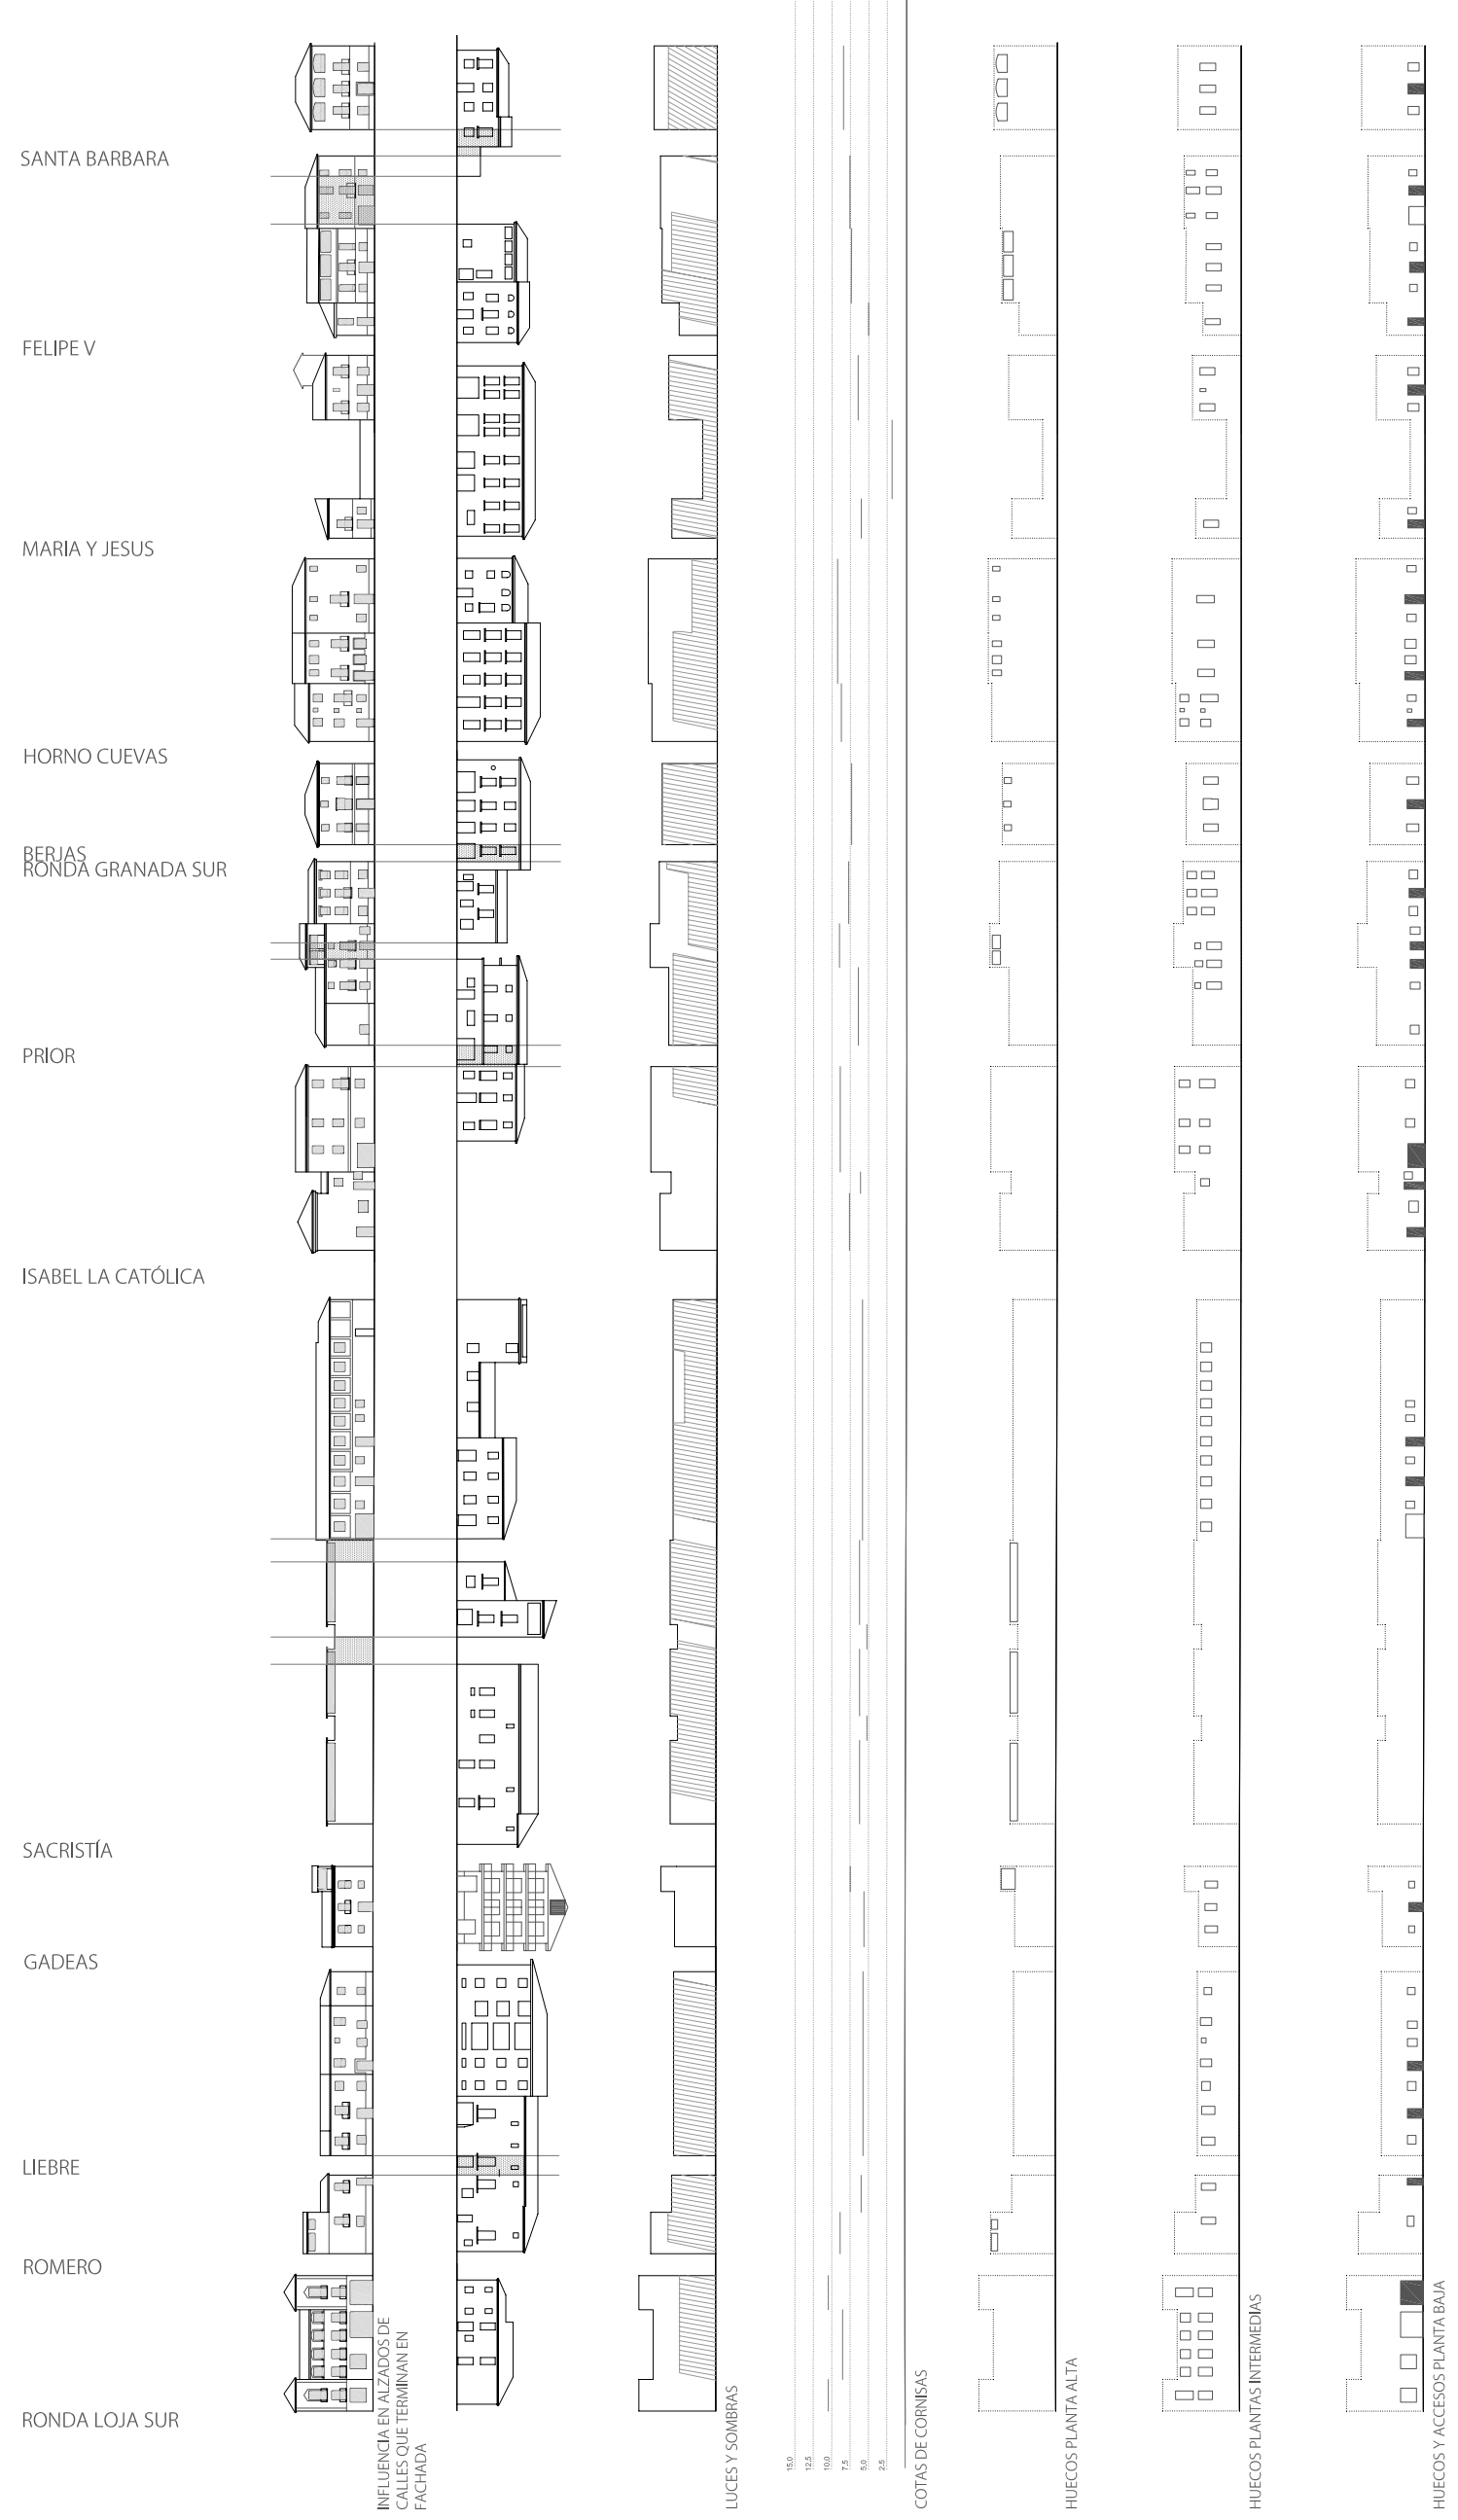 SANTA BARBARA
FELIPE V
MARIA Y JESUS
HORNO CUEVAS
BERJAS
RONDA GRANADA SUR
PRIOR
ISABEL LA CATÓLICA
SACRISTÍA
GADEAS
LIEBRE
ROMERO
RONDA LOJA SUR
INFLUENCIA EN ALZADOS DE
CALLES QUE TERMINAN EN
FACHADA
LUCES Y SOMBRAS
15,0
12,5
10,0
7,5
5,0
2,5
COTAS DE CORNISAS
HUECOS PLANTA ALTA
HUECOS PLANTAS INTERMEDIAS
HUECOS Y ACCESOS PLANTA BAJA